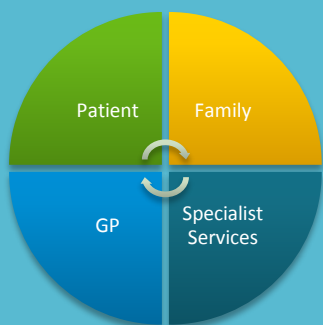 Patient
Family
GP
Specialist
Services